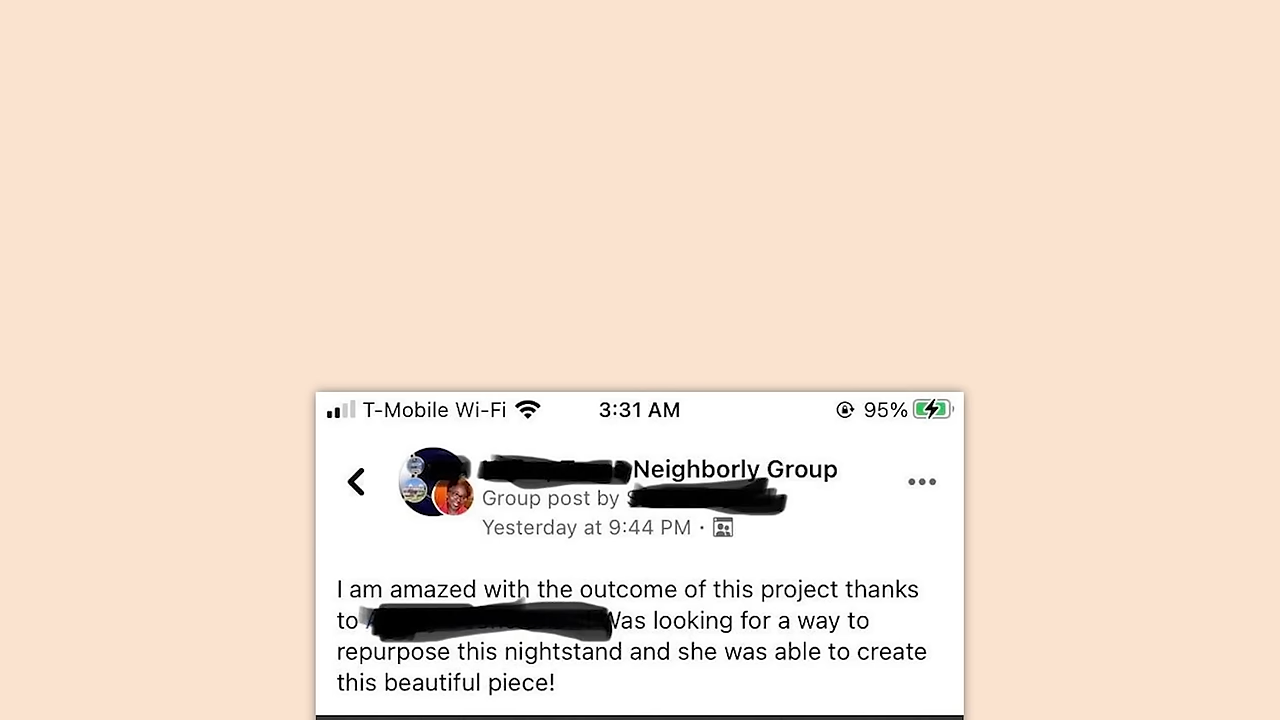 T-Mobile Wi-Fi 3:31 AM 95%
Neighborly Group
Group post by
Yesterday at 9:44 PM ·
I am amazed with the outcome of this project thanks
to Was looking for a way to
repurpose this nightstand and she was able to create
this beautiful piece!